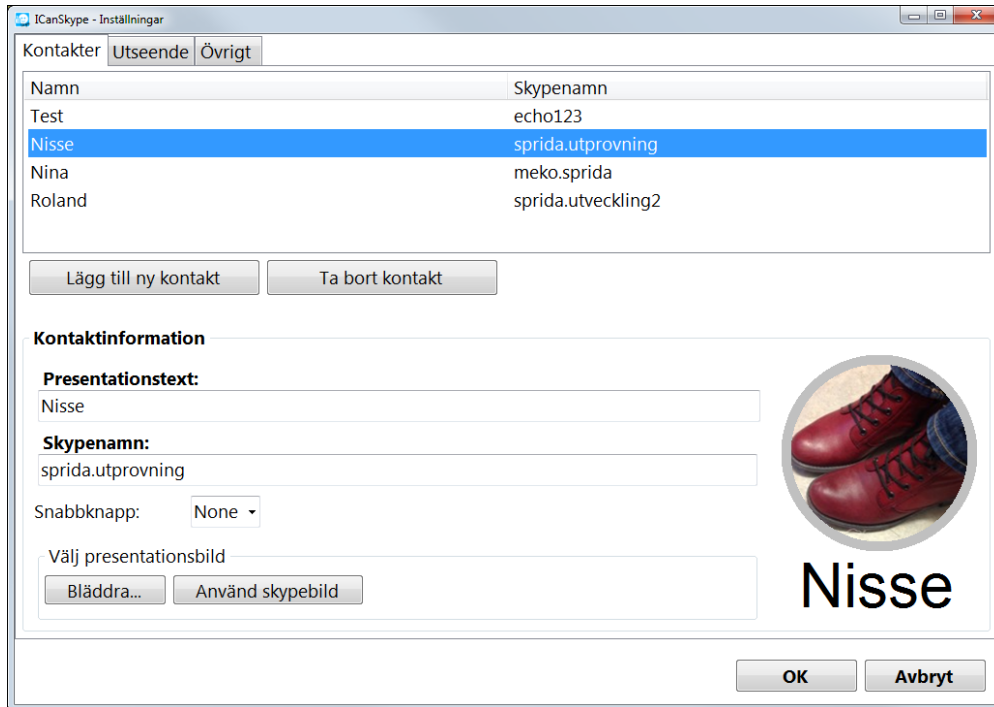 ICanSkype - Inställningar
Kontakter Utseende Övrigt
Namn Skypenamn
Test echo123
Nisse sprida.utprovning
Nina meko.sprida
Roland sprida.utveckling2
Lägg till ny kontakt Ta bort kontakt
Kontaktinformation
Presentationstext:
Nisse
Skypenamn:
sprida.utprovning
Snabbknapp: None
Välj presentationsbild
Bläddra... Använd skypebild
Nisse
OK Avbryt